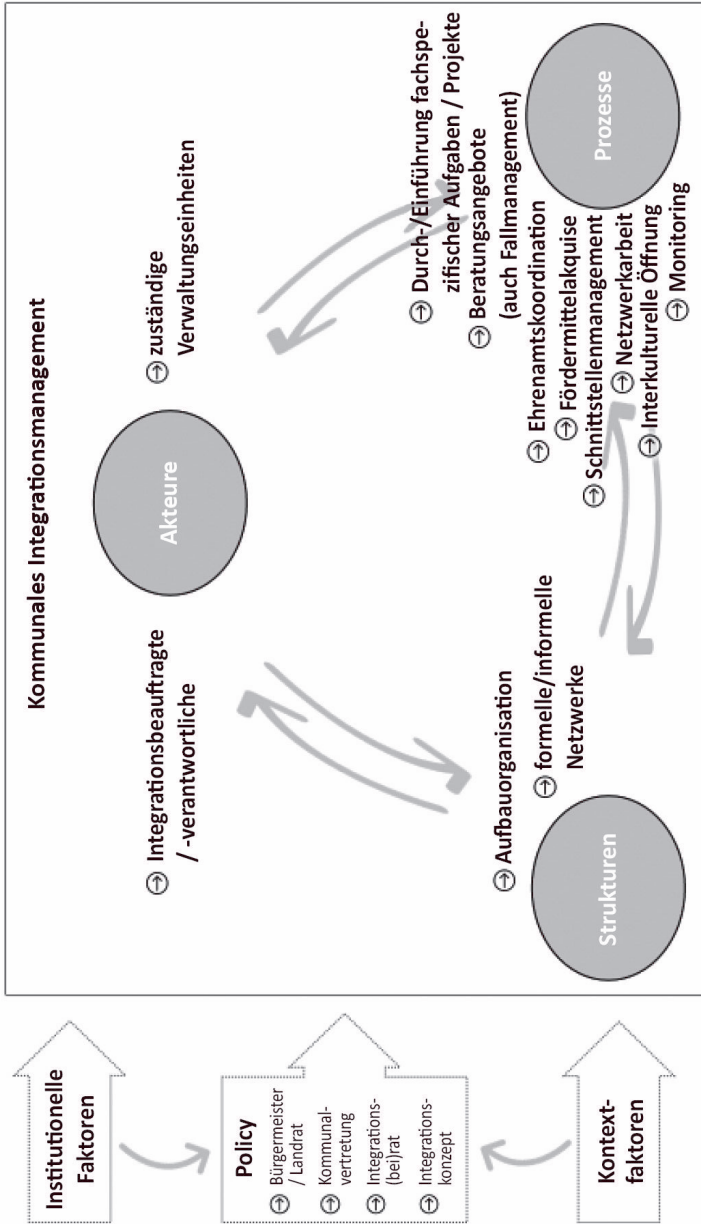 Kommunales Integrationsmanagement
Institutionelle
Faktoren
Policy
Bürgermeister
/ Landrat
Kommunal-
vertretung
Integrations-
(bei)rat
Integrations-
konzept
Kontext-
faktoren
Integrationsbeauftragte
/ -verantwortliche
Akteure
zuständige
Verwaltungseinheiten
Strukturen
Aufbauorganisation
formelle/informelle
Netzwerke
Durch-/Einführung fachspe-
zifischer Aufgaben / Projekte
Beratungsangebote
(auch Fallmanagement)
Ehrenamtskoordination
Fördermittelakquise
Schnittstellenmanagement
Netzwerkarbeit
Interkulturelle Öffnung
Monitoring
Prozesse